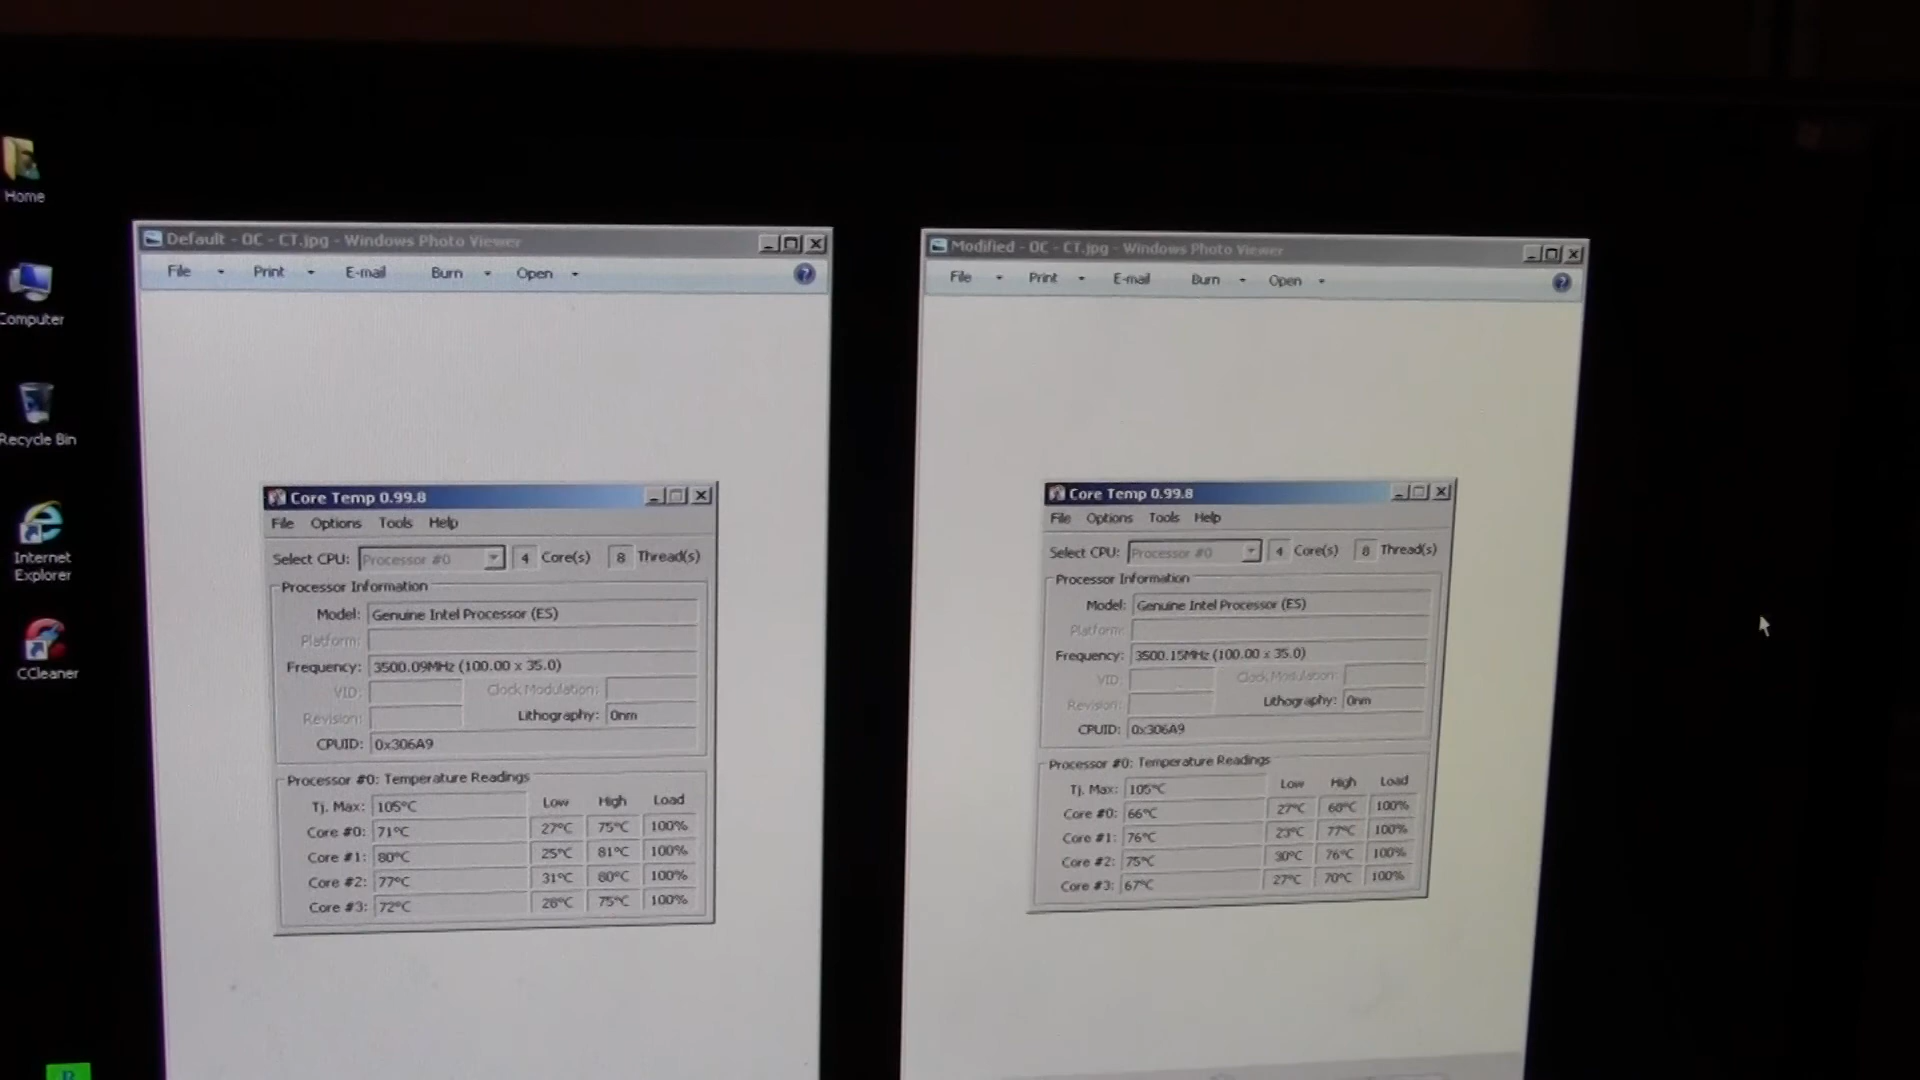 Home
Computer
Recycle Bin
Internet
Explorer
CCleaner
Default - OC - CT.jpg - Windows Photo Viewer
File Print E-mail Burn Open
Core Temp 0.99.8
File Options Tools Help
Select CPU: Processor #0 4 Core(s) 8 Thread(s)
Processor Information
Model: Genuine Intel Processor (ES)
Platform:
Frequency: 3500.09MHz (100.00 x 35.0)
VID: Clock Modulation:
Revision: Lithography: 0nm
CPUID: 0x306A9
Processor #0: Temperature Readings
Tj. Max: 105°C Low High Load
Core #0: 71°C 27°C 75°C 100%
Core #1: 80°C 25°C 81°C 100%
Core #2: 77°C 31°C 80°C 100%
Core #3: 72°C 28°C 75°C 100%
Modified - OC - CT.jpg - Windows Photo Viewer
File Print E-mail Burn Open
Core Temp 0.99.8
File Options Tools Help
Select CPU: Processor #0 4 Core(s) 8 Thread(s)
Processor Information
Model: Genuine Intel Processor (ES)
Platform:
Frequency: 3500.15MHz (100.00 x 35.0)
VID: Clock Modulation:
Revision: Lithography: 0nm
CPUID: 0x306A9
Processor #0: Temperature Readings
Tj. Max: 105°C Low High Load
Core #0: 66°C 27°C 68°C 100%
Core #1: 76°C 23°C 77°C 100%
Core #2: 75°C 30°C 76°C 100%
Core #3: 67°C 27°C 70°C 100%